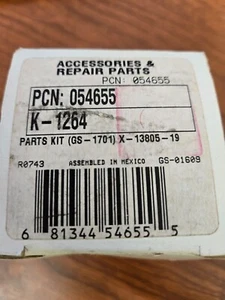 ACCESSORIES &
REPAIR PARTS
PCN: 054655
PCN: 054655
K-1264
PARTS KIT (GS-1701) X-13805-19
R0743 ASSEMBLED IN MEXICO GS-01609
6 81344 54655 5